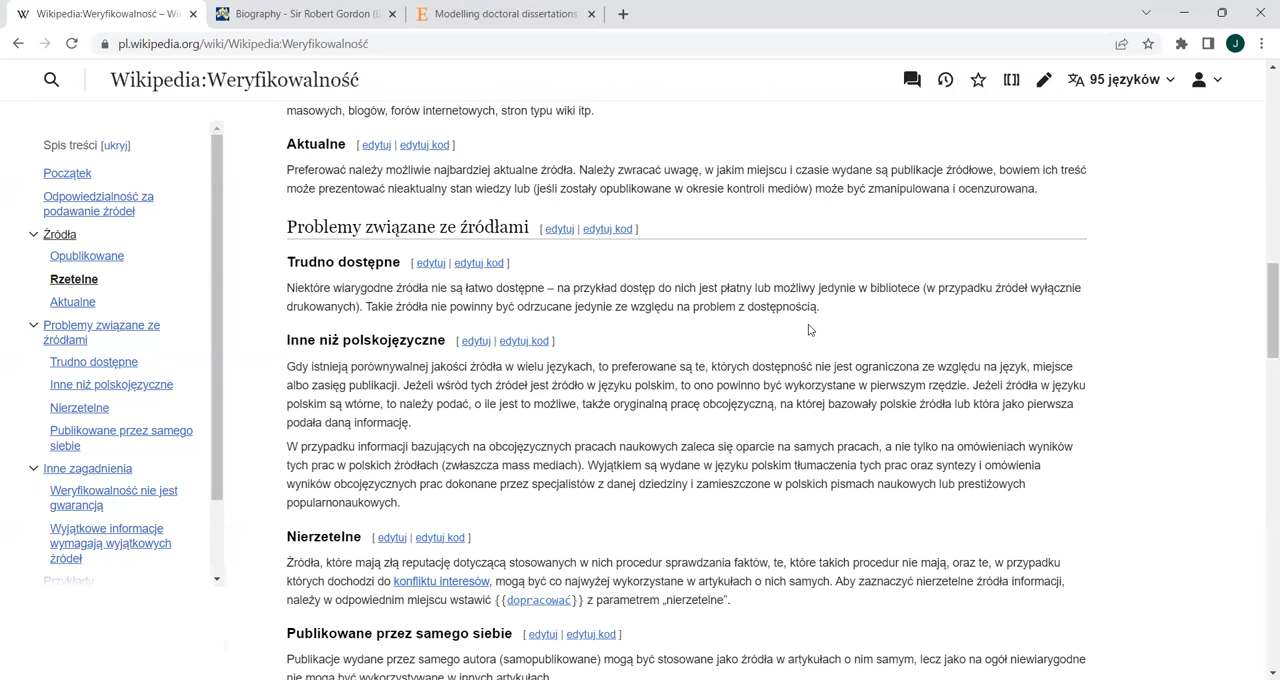 Wikipedia:Weryfikowalność – Wi
Biography - Sir Robert Gordon (
Modelling doctoral dissertations
pl.wikipedia.org/wiki/Wikipedia:Weryfikowalność
J
Wikipedia:Weryfikowalność
95 języków
masowych, blogów, forów internetowych, stron typu wiki itp.
Spis treści [ukryj]
Początek
Odpowiedzialność za
podawanie źródeł
Źródła
Opublikowane
Rzetelne
Aktualne
Problemy związane ze
źródłami
Trudno dostępne
Inne niż polskojęzyczne
Nierzetelne
Publikowane przez samego
siebie
Inne zagadnienia
Weryfikowalność nie jest
gwarancją
Wyjątkowe informacje
wymagają wyjątkowych
źródeł
Przykłady
Aktualne [ edytuj | edytuj kod ]
Preferować należy możliwie najbardziej aktualne źródła. Należy zwracać uwagę, w jakim miejscu i czasie wydane są publikacje źródłowe, bowiem ich treść
może prezentować nieaktualny stan wiedzy lub (jeśli zostały opublikowane w okresie kontroli mediów) może być zmanipulowana i ocenzurowana.
Problemy związane ze źródłami [ edytuj | edytuj kod ]
Trudno dostępne [ edytuj | edytuj kod ]
Niektóre wiarygodne źródła nie są łatwo dostępne – na przykład dostęp do nich jest płatny lub możliwy jedynie w bibliotece (w przypadku źródeł wyłącznie
drukowanych). Takie źródła nie powinny być odrzucane jedynie ze względu na problem z dostępnością.
Inne niż polskojęzyczne [ edytuj | edytuj kod ]
Gdy istnieją porównywalnej jakości źródła w wielu językach, to preferowane są te, których dostępność nie jest ograniczona ze względu na język, miejsce
albo zasięg publikacji. Jeżeli wśród tych źródeł jest źródło w języku polskim, to ono powinno być wykorzystane w pierwszym rzędzie. Jeżeli źródła w języku
polskim są wtórne, to należy podać, o ile jest to możliwe, także oryginalną pracę obcojęzyczną, na której bazowały polskie źródła lub która jako pierwsza
podała daną informację.
W przypadku informacji bazujących na obcojęzycznych pracach naukowych zaleca się oparcie na samych pracach, a nie tylko na omówieniach wyników
tych prac w polskich źródłach (zwłaszcza mass mediach). Wyjątkiem są wydane w języku polskim tłumaczenia tych prac oraz syntezy i omówienia
wyników obcojęzycznych prac dokonane przez specjalistów z danej dziedziny i zamieszczone w polskich pismach naukowych lub prestiżowych
popularnonaukowych.
Nierzetelne [ edytuj | edytuj kod ]
Źródła, które mają złą reputację dotyczącą stosowanych w nich procedur sprawdzania faktów, te, które takich procedur nie mają, oraz te, w przypadku
których dochodzi do konfliktu interesów, mogą być co najwyżej wykorzystane w artykułach o nich samych. Aby zaznaczyć nierzetelne źródła informacji,
należy w odpowiednim miejscu wstawić {{dopracować}} z parametrem „nierzetelne”.
Publikowane przez samego siebie [ edytuj | edytuj kod ]
Publikacje wydane przez samego autora (samopublikowane) mogą być stosowane jako źródła w artykułach o nim samym, lecz jako na ogół niewiarygodne
nie mogą być wykorzystywane w innych artykułach.